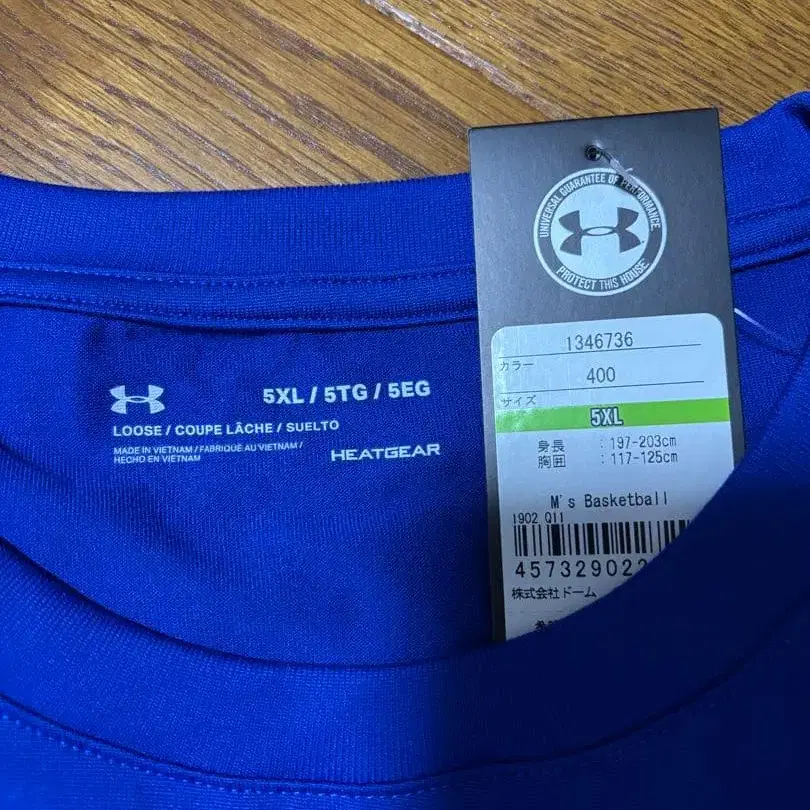 5XL / 5TG / 5EG
LOOSE / COUPE LÂCHE / SUELTO
MADE IN VIETNAM / FABRIQUÉ AU VIETNAM /
HECHO EN VIETNAM
HEATGEAR
UNIVERSAL GUARANTEE OF PERFORMANCE.
PROTECT THIS HOUSE.
1346736
カラー
400
サイズ
5XL
身長 : 197-203cm
胸囲 : 117-125cm
M's Basketball
1902 Q11
457329022
株式会社ドーム